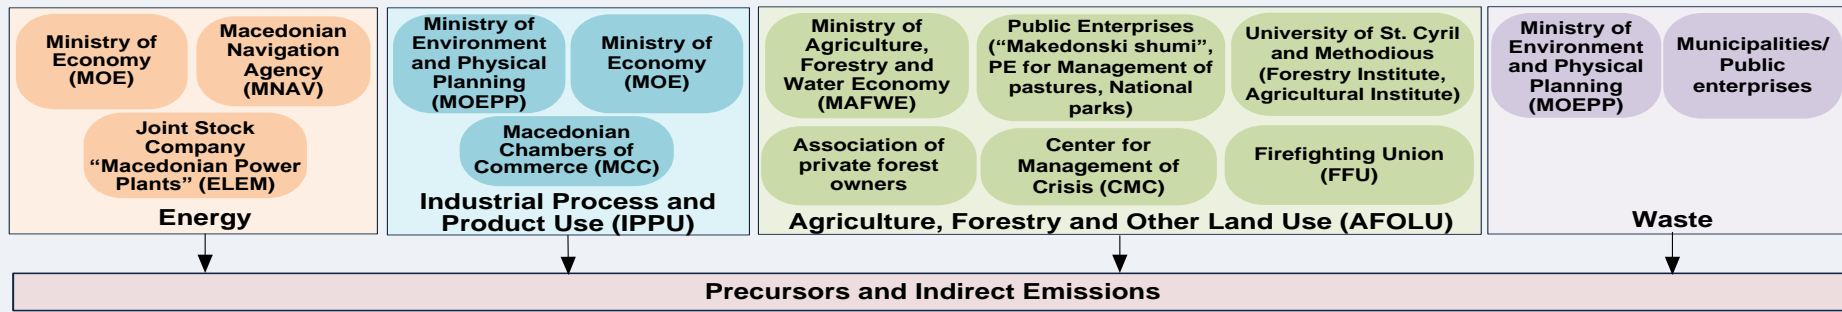 Ministry of
Economy
(MOE)
Macedonian
Navigation
Agency
(MNAV)
Joint Stock
Company
“Macedonian Power
Plants” (ELEM)
Energy
Ministry of
Environment
and Physical
Planning
(MOEPP)
Ministry of
Economy
(MOE)
Macedonian
Chambers of
Commerce (MCC)
Industrial Process and
Product Use (IPPU)
Ministry of
Agriculture,
Forestry and
Water Economy
(MAFWE)
Public Enterprises
(“Makedonski shumi”,
PE for Management of
pastures, National
parks)
University of St. Cyril
and Methodious
(Forestry Institute,
Agricultural Institute)
Association of
private forest
owners
Center for
Management of
Crisis (CMC)
Firefighting Union
(FFU)
Agriculture, Forestry and Other Land Use (AFOLU)
Ministry of
Environment
and Physical
Planning
(MOEPP)
Municipalities/
Public
enterprises
Waste
Precursors and Indirect Emissions